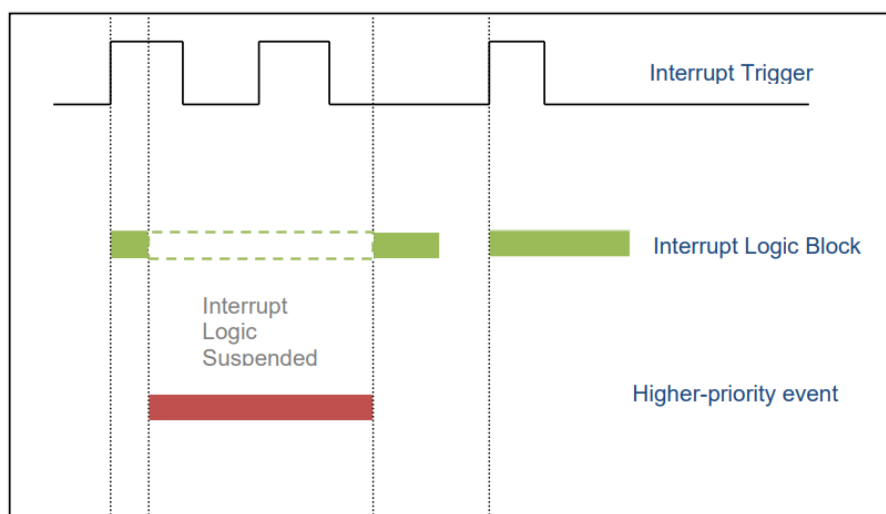 Interrupt Trigger
Interrupt Logic Block
Interrupt
Logic
Suspended
Higher-priority event